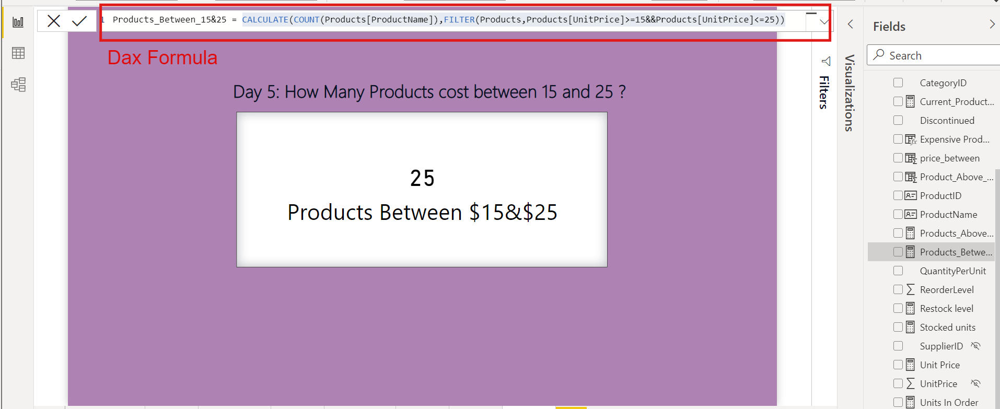 1 Products_Between_15&25 = CALCULATE(COUNT(Products[ProductName]),FILTER(Products,Products[UnitPrice]>=15&&Products[UnitPrice]<=25))
Dax Formula
Day 5: How Many Products cost between 15 and 25 ?
25
Products Between $15&$25
Filters
Visualizations
Fields
Search
CategoryID
Current_Product...
Discontinued
Expensive Prod...
price_between
Product_Above_...
ProductID
ProductName
Products_Above...
Products_Betwe...
QuantityPerUnit
ReorderLevel
Restock level
Stocked units
SupplierID
Unit Price
UnitPrice
Units In Order